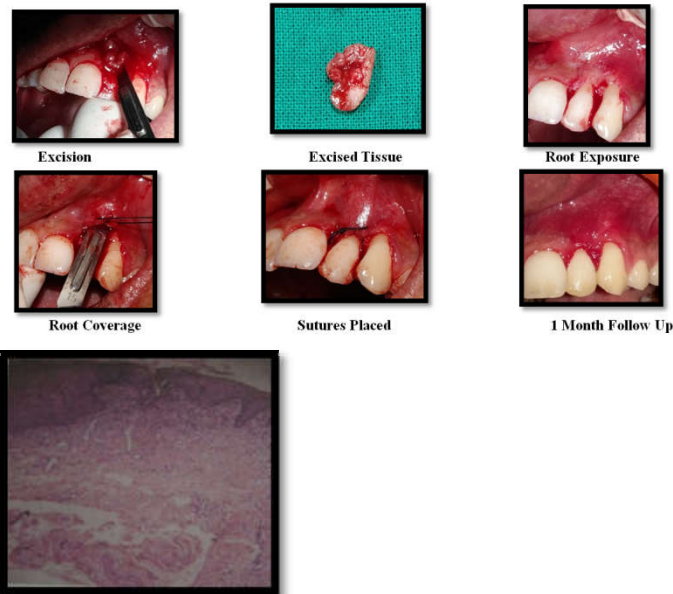 Excision
Excised Tissue
Root Exposure
Root Coverage
Sutures Placed
1 Month Follow Up